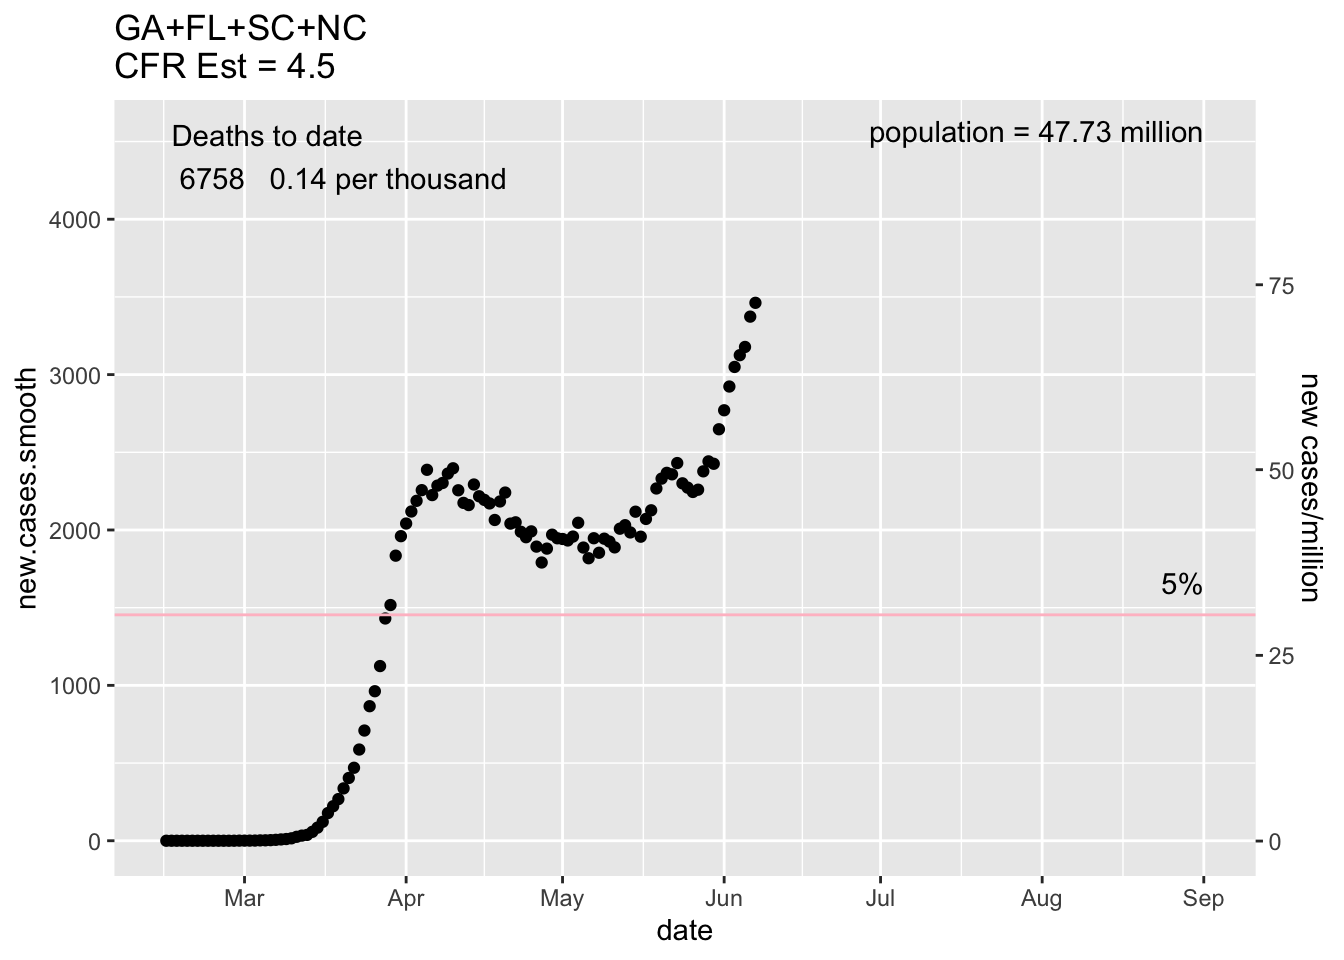 GA+FL+SC+NC
CFR Est = 4.5
Deaths to date
6758 0.14 per thousand
population = 47.73 million
4000
3000
2000
1000
0
new.cases.smooth
75
50
25
0
new cases/million
5%
Mar Apr May Jun Jul Aug Sep
date